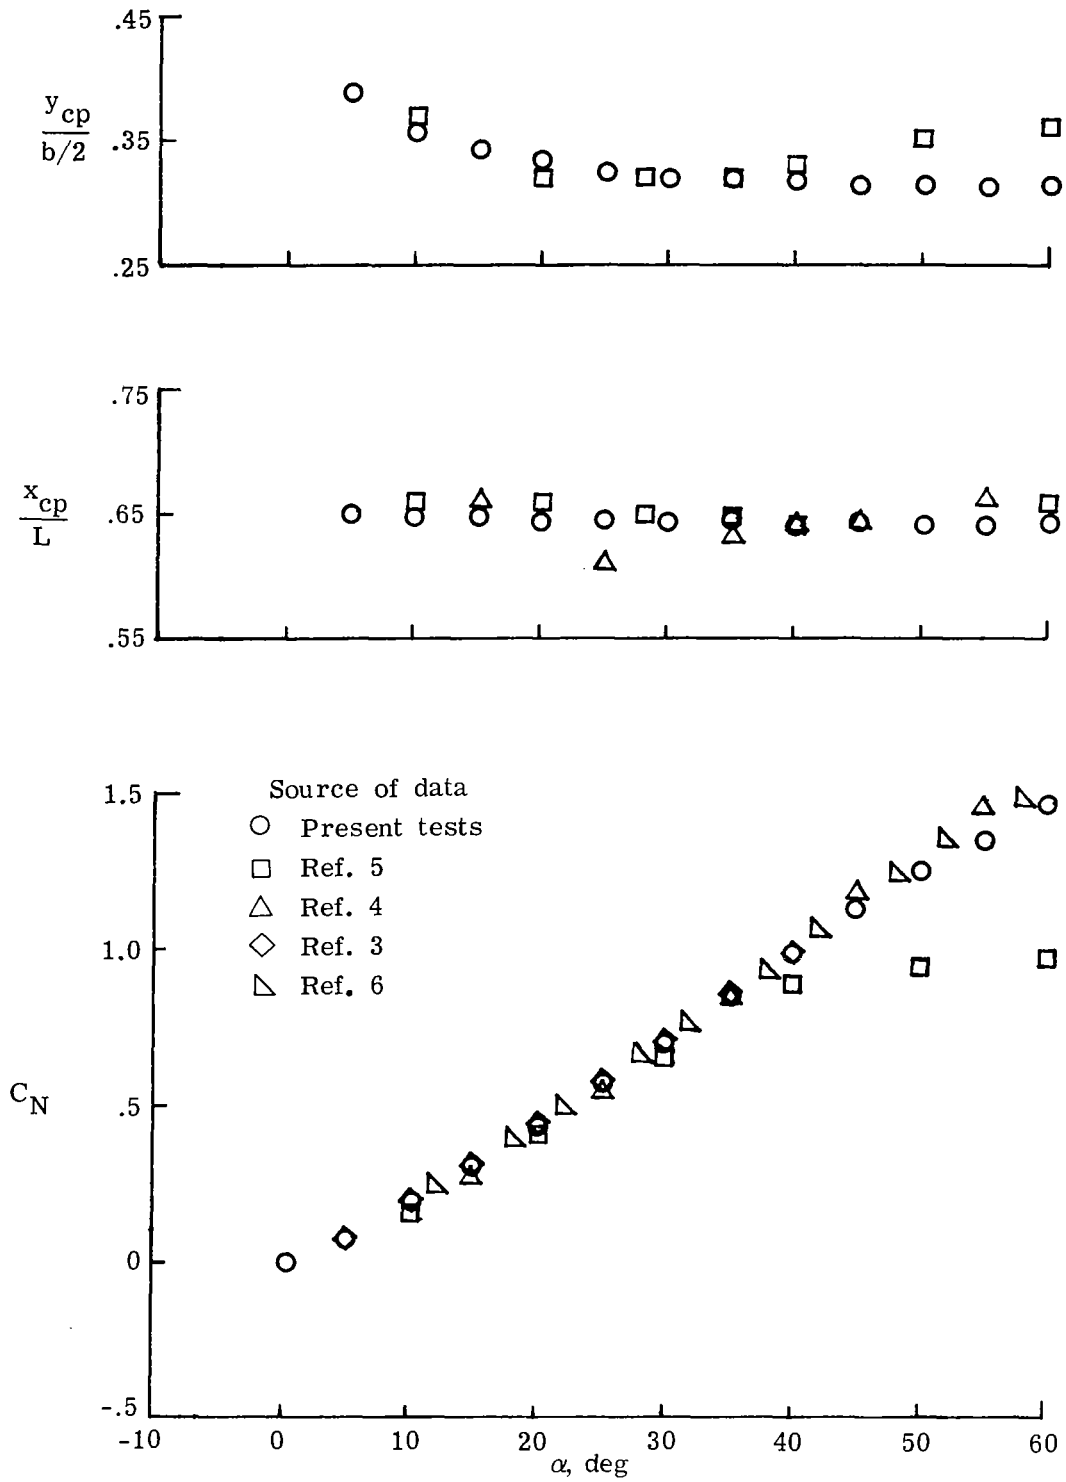 .45
y_cp
b/2
.35
.25
.75
x_cp
L
.65
.55
Source of data
Present tests
Ref. 5
Ref. 4
Ref. 3
Ref. 6
1.5
1.0
C_N
.5
0
-.5
-10 0 10 20 30 40 50 60
α, deg